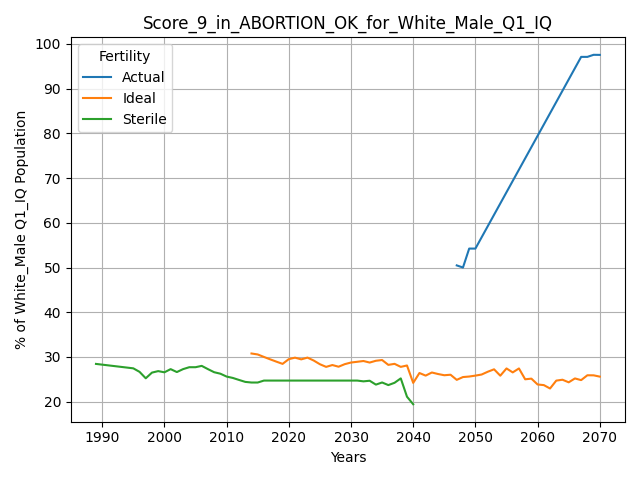 Score_9_in_ABORTION_OK_for_White_Male_Q1_IQ
% of White_Male Q1_IQ Population
100
90
80
70
60
50
40
30
20
Fertility
Actual
Ideal
Sterile
1990 2000 2010 2020 2030 2040 2050 2060 2070
Years